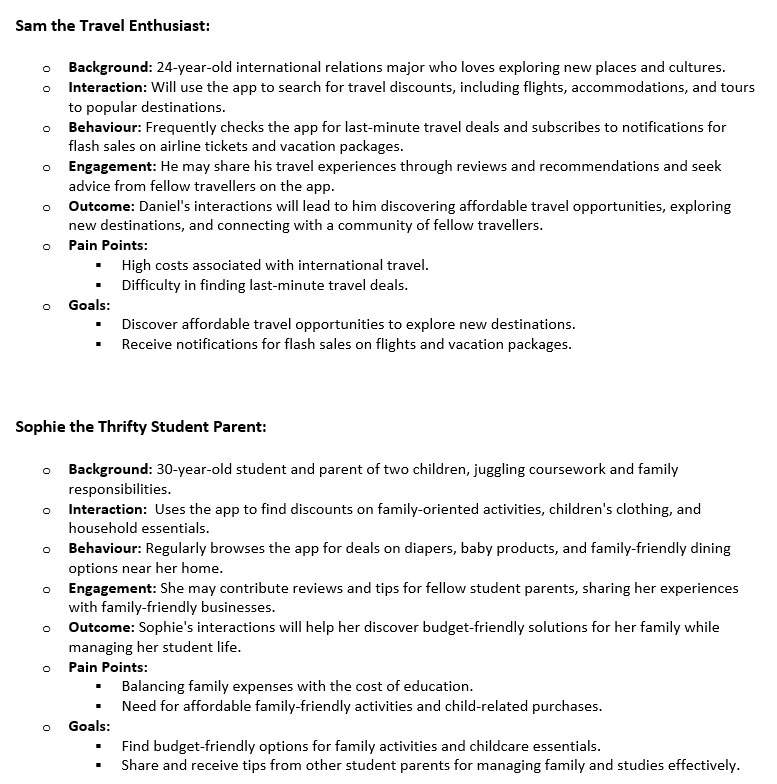 Sam the Travel Enthusiast:
o Background: 24-year-old international relations major who loves exploring new places and cultures.
o Interaction: Will use the app to search for travel discounts, including flights, accommodations, and tours
to popular destinations.
o Behaviour: Frequently checks the app for last-minute travel deals and subscribes to notifications for
flash sales on airline tickets and vacation packages.
o Engagement: He may share his travel experiences through reviews and recommendations and seek
advice from fellow travellers on the app.
o Outcome: Daniel's interactions will lead to him discovering affordable travel opportunities, exploring
new destinations, and connecting with a community of fellow travellers.
o Pain Points:
▪ High costs associated with international travel.
▪ Difficulty in finding last-minute travel deals.
o Goals:
▪ Discover affordable travel opportunities to explore new destinations.
▪ Receive notifications for flash sales on flights and vacation packages.
Sophie the Thrifty Student Parent:
o Background: 30-year-old student and parent of two children, juggling coursework and family
responsibilities.
o Interaction: Uses the app to find discounts on family-oriented activities, children's clothing, and
household essentials.
o Behaviour: Regularly browses the app for deals on diapers, baby products, and family-friendly dining
options near her home.
o Engagement: She may contribute reviews and tips for fellow student parents, sharing her experiences
with family-friendly businesses.
o Outcome: Sophie's interactions will help her discover budget-friendly solutions for her family while
managing her student life.
o Pain Points:
▪ Balancing family expenses with the cost of education.
▪ Need for affordable family-friendly activities and child-related purchases.
o Goals:
▪ Find budget-friendly options for family activities and childcare essentials.
▪ Share and receive tips from other student parents for managing family and studies effectively.